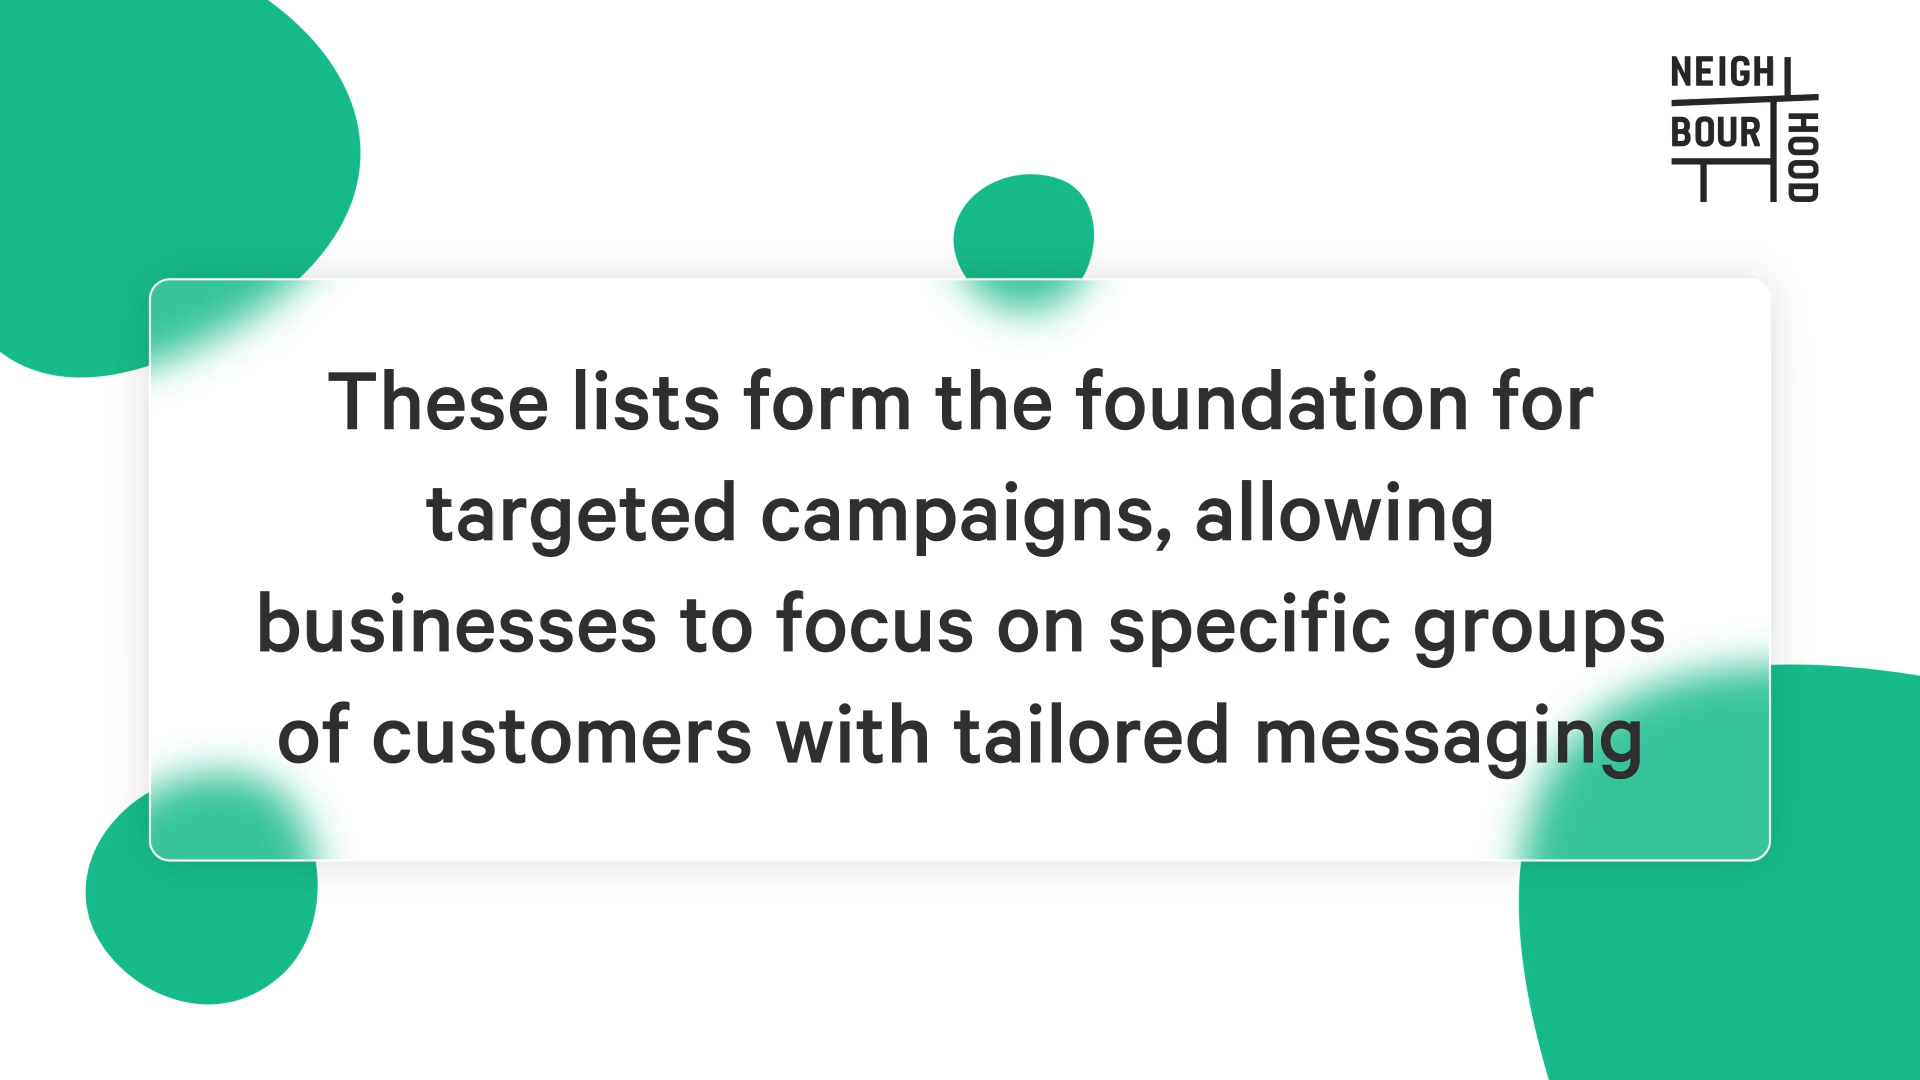 NEIGH
BOUR
HOOD
These lists form the foundation for
targeted campaigns, allowing
businesses to focus on specific groups
of customers with tailored messaging